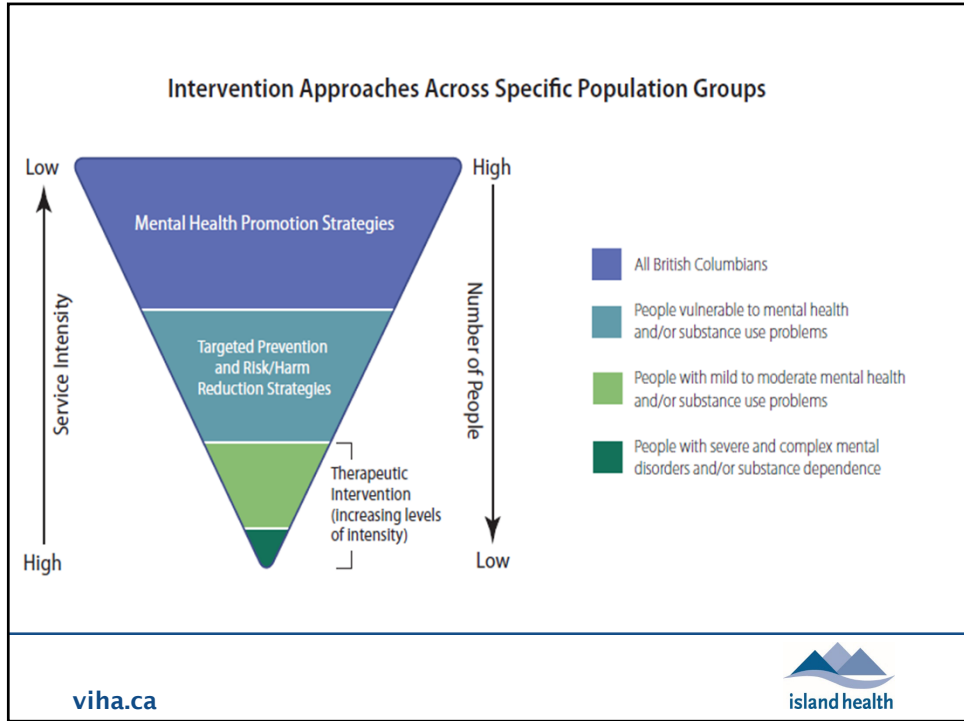 Intervention Approaches Across Specific Population Groups
Low
High
Mental Health Promotion Strategies
Service Intensity
Number of People
Targeted Prevention
and Risk/Harm
Reduction Strategies
Therapeutic
Intervention
(increasing levels
of intensity)
High
Low
All British Columbians
People vulnerable to mental health
and/or substance use problems
People with mild to moderate mental health
and/or substance use problems
People with severe and complex mental
disorders and/or substance dependence
viha.ca
island health